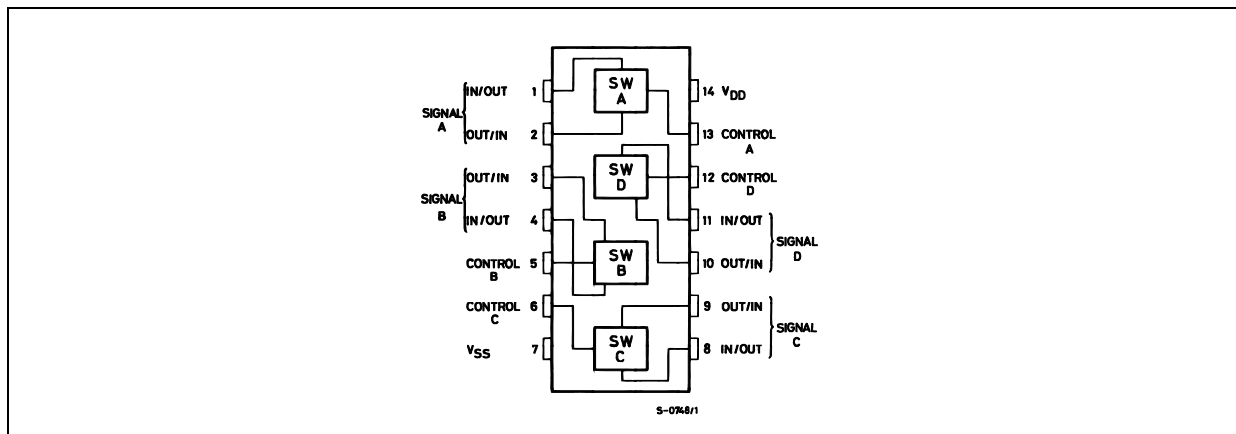 IN/OUT 1
SIGNAL A
OUT/IN 2
OUT/IN 3
SIGNAL B
IN/OUT 4
CONTROL B 5
CONTROL C 6
VSS 7
SW A
SW D
SW B
SW C
14 VDD
13 CONTROL A
12 CONTROL D
11 IN/OUT
SIGNAL D
10 OUT/IN
9 OUT/IN
SIGNAL C
8 IN/OUT
S-0748/1